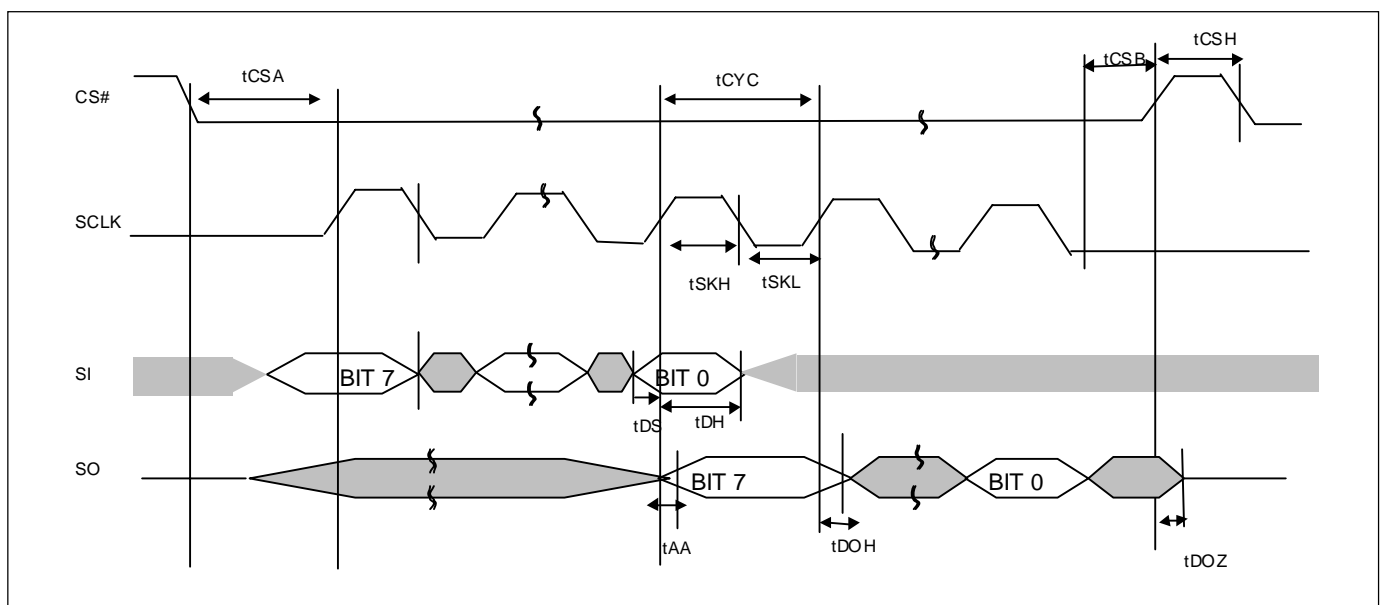 tCSA
tCYC
tCSB
tCSH
CS#
SCLK
tSKH
tSKL
SI
BIT 7
BIT 0
tDS
tDH
SO
BIT 7
BIT 0
tAA
tDOH
tDOZ